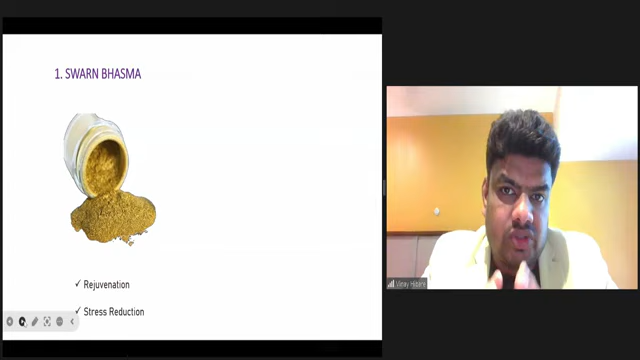 1. SWARN BHASMA
✓ Rejuvenation
✓ Stress Reduction